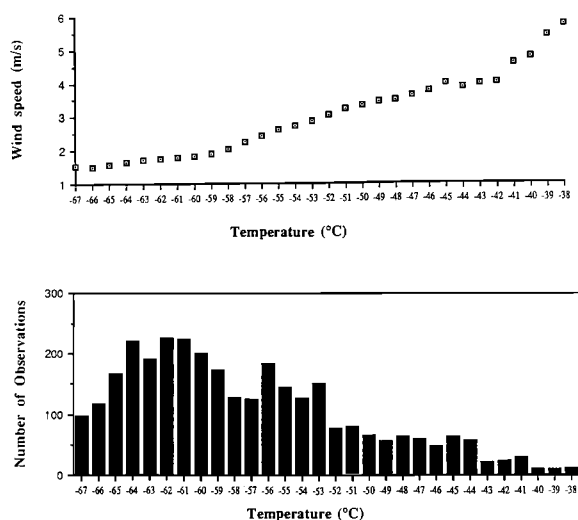 6
5
4
3
2
1
Wind speed (m/s)
-67 -66 -65 -64 -63 -62 -61 -60 -59 -58 -57 -56 -55 -54 -53 -52 -51 -50 -49 -48 -47 -46 -45 -44 -43 -42 -41 -40 -39 -38
Temperature (°C)
300
200
100
0
Number of Observations
-67 -66 -65 -64 -63 -62 -61 -60 -59 -58 -57 -56 -55 -54 -53 -52 -51 -50 -49 -48 -47 -46 -45 -44 -43 -42 -41 -40 -39 -38
Temperature (°C)